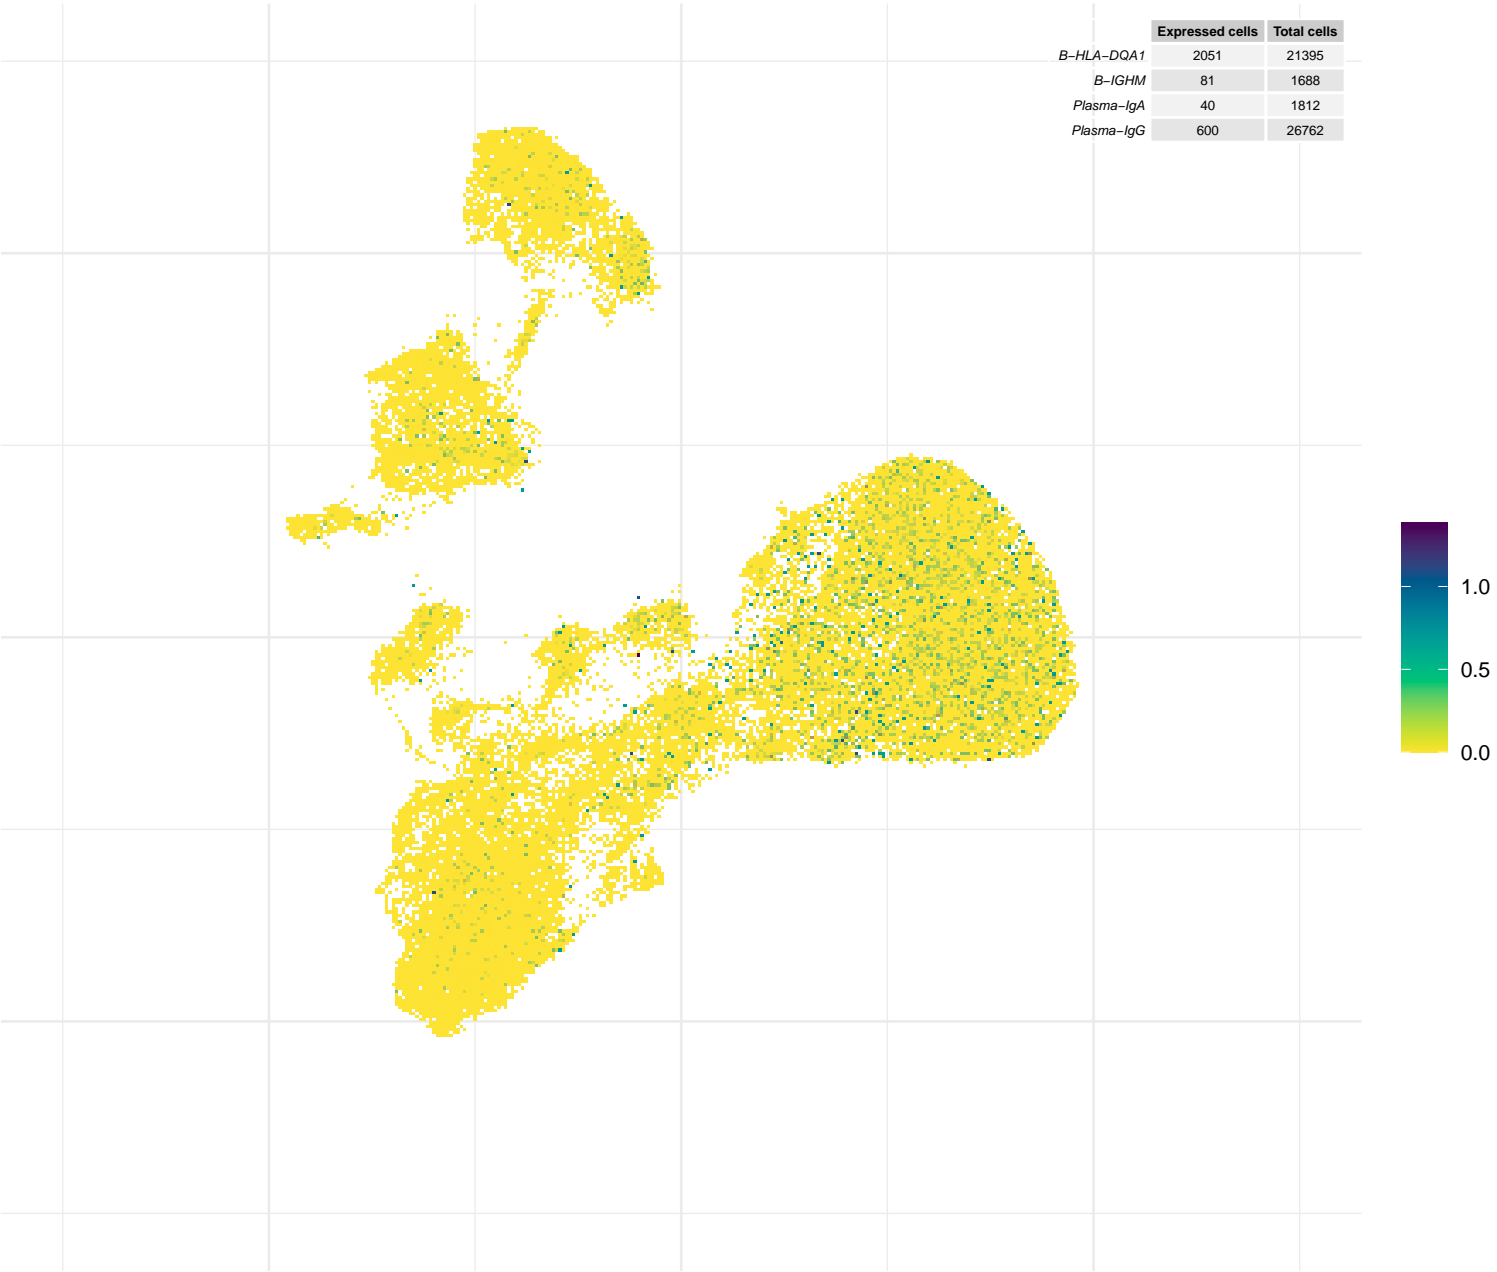 Expressed cells Total cells
B−HLA−DQA1 2051 21395
B−IGHM 81 1688
Plasma−IgA 40 1812
Plasma−IgG 600 26762
1.0
0.5
0.0